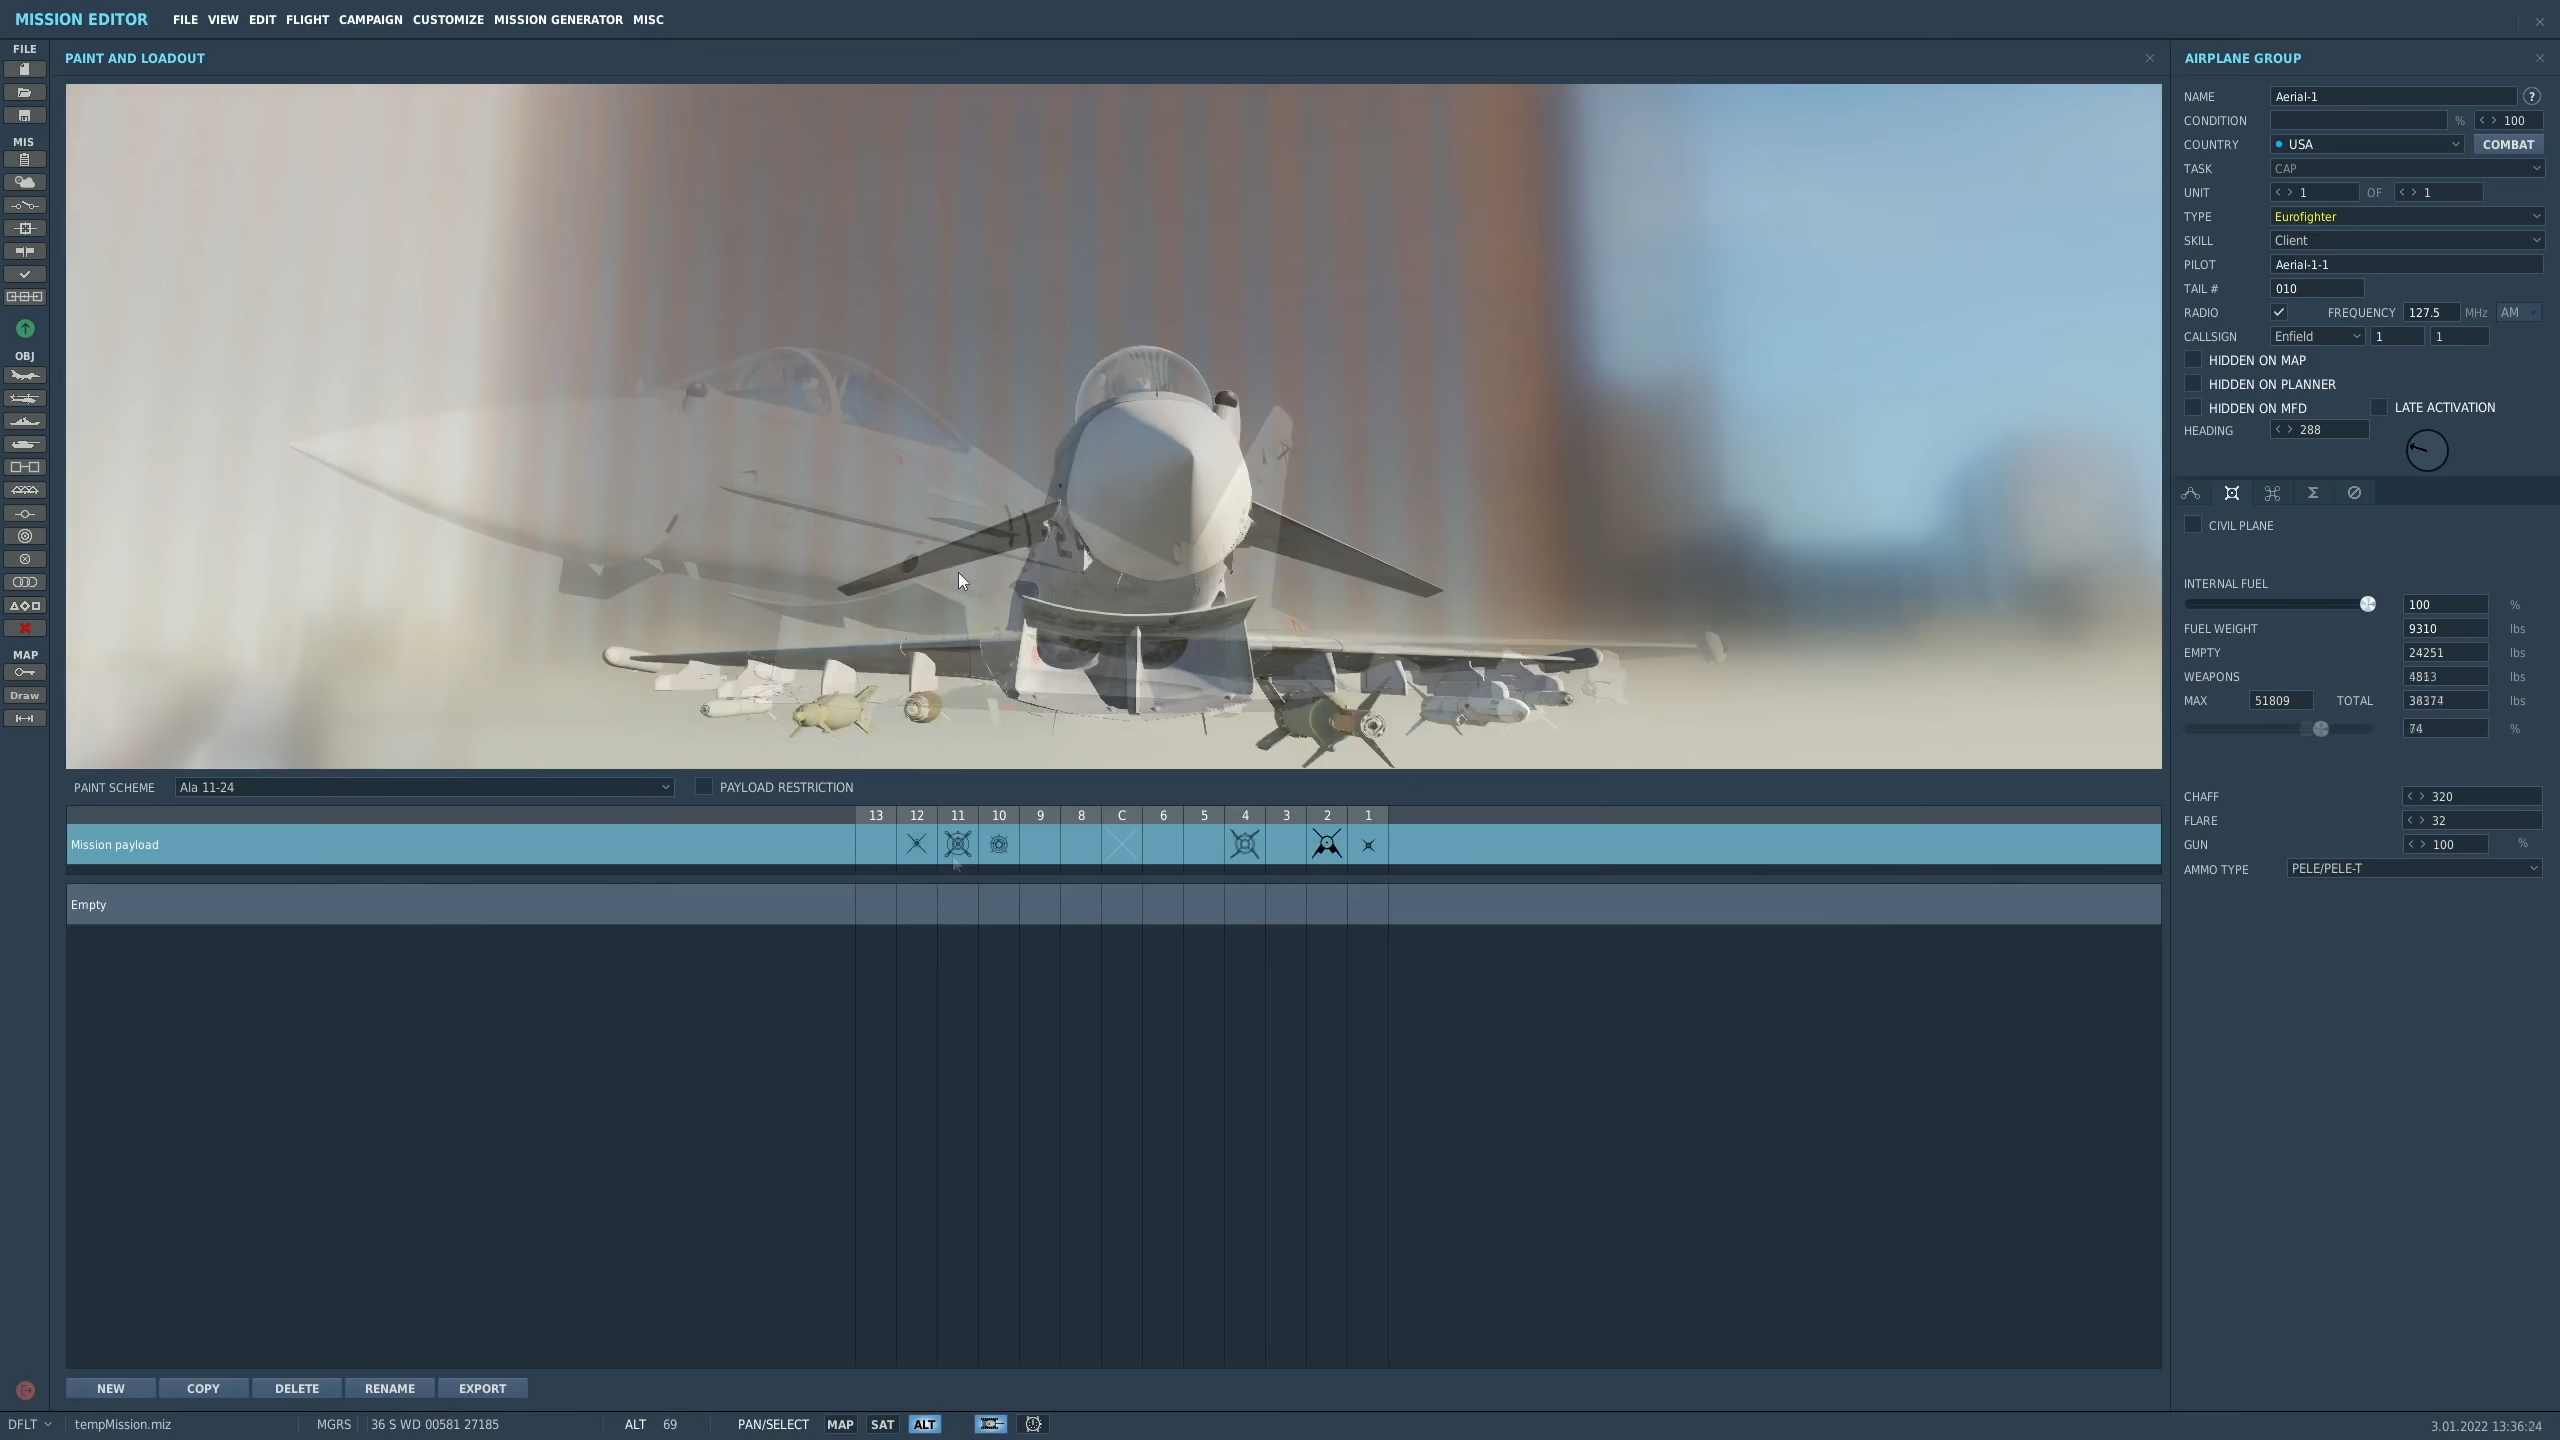 MISSION EDITOR FILE VIEW EDIT FLIGHT CAMPAIGN CUSTOMIZE MISSION GENERATOR MISC
FILE
MIS
OBJ
MAP
Draw
PAINT AND LOADOUT
PAINT SCHEME Ala 11-24 PAYLOAD RESTRICTION
13 12 11 10 9 8 C 6 5 4 3 2 1
Mission payload
Empty
NEW COPY DELETE RENAME EXPORT
AIRPLANE GROUP
NAME Aerial-1 ?
CONDITION % 100
COUNTRY USA COMBAT
TASK CAP
UNIT 1 OF 1
TYPE Eurofighter
SKILL Client
PILOT Aerial-1-1
TAIL # 010
RADIO FREQUENCY 127.5 MHz AM
CALLSIGN Enfield 1 1
HIDDEN ON MAP
HIDDEN ON PLANNER
HIDDEN ON MFD LATE ACTIVATION
HEADING 288
CIVIL PLANE
INTERNAL FUEL
100 %
FUEL WEIGHT 9310 lbs
EMPTY 24251 lbs
WEAPONS lbs
MAX 51809 TOTAL 38374 lbs
%
CHAFF 320
FLARE 32
GUN 100 %
AMMO TYPE PELE/PELE-T
DFLT tempMission.miz MGRS 36 S WD 00581 27185 ALT 69 PAN/SELECT MAP SAT ALT 3.01.2022 13:36:24